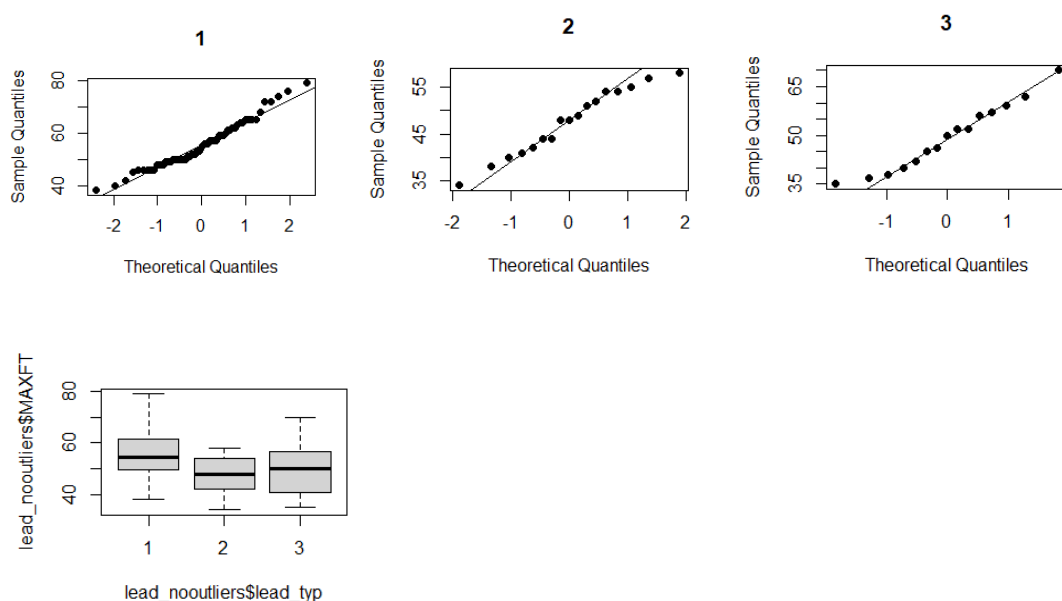 1
Sample Quantiles
80
60
40
-2 -1 0 1 2
Theoretical Quantiles
2
Sample Quantiles
55
45
35
-2 -1 0 1 2
Theoretical Quantiles
3
Sample Quantiles
65
50
35
-1 0 1
Theoretical Quantiles
lead_nooutliers$MAXFT
80
60
40
1 2 3
lead_nooutliers$lead_typ